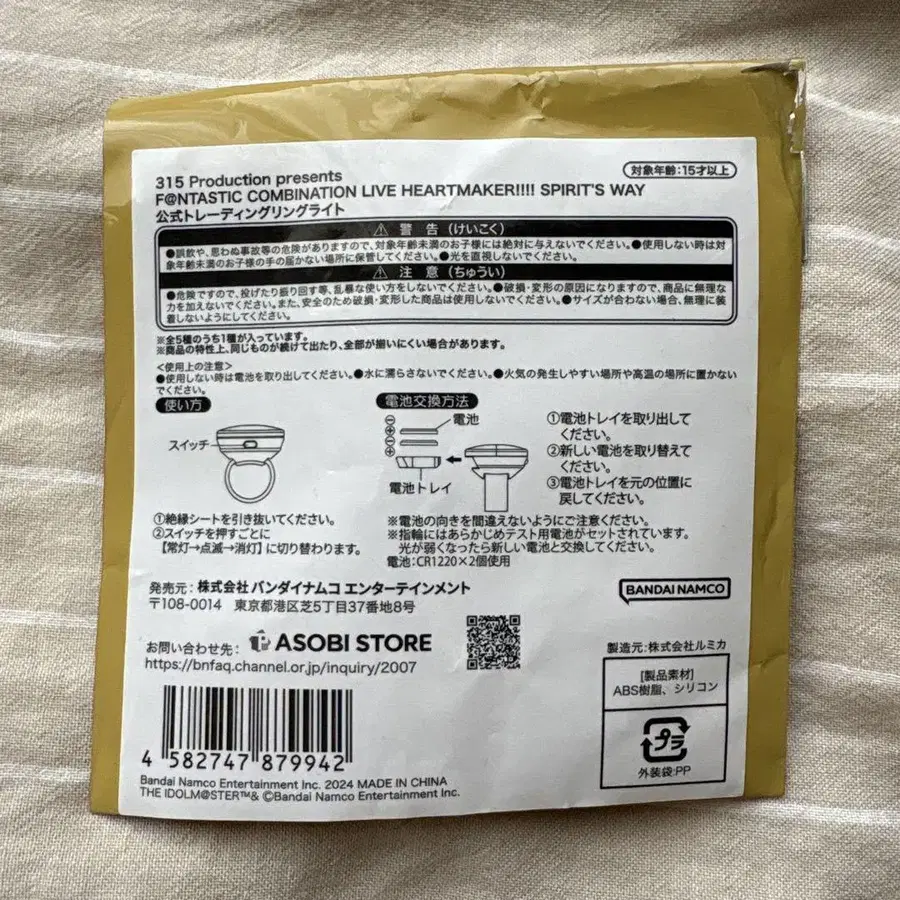 315 Production presents
対象年齢:15才以上
F@NTASTIC COMBINATION LIVE HEARTMAKER!!!! SPIRIT'S WAY
公式トレーディングリングライト
⚠ 警告(けいこく)
●誤飲や、思わぬ事故等の危険がありますので、対象年齢未満のお子様には絶対に与えないでください。●使用しない時は対
象年齢未満のお子様の手の届かない場所に保管してください。●光を直視しないでください。
⚠ 注意(ちゅうい)
●危険ですので、投げたり振り回す等、乱暴な使い方をしないでください。●破損・変形の原因になりますので、商品に無理な
力を加えないでください。また、安全のため破損・変形した商品は使用しないでください。●サイズが合わない場合、無理に装
着しないようにしてください。
※全5種のうち1種が入っています。
※商品の特性上、同じものが続けて出たり、全部が揃いにくい場合があります。
<使用上の注意>
●使用しない時は電池を取り出してください。●水に濡らさないでください。●火気の発生しやすい場所や高温の場所に置かない
でください。
使い方
スイッチ
①絶縁シートを引き抜いてください。
②スイッチを押すごとに
【常灯→点滅→消灯】に切り替わります。
電池交換方法
電池
電池トレイ
①電池トレイを取り出して
ください。
②新しい電池を取り替えて
ください。
③電池トレイを元の位置に
戻してください。
※電池の向きを間違えないようにご注意ください。
※指輪にはあらかじめテスト用電池がセットされています。
光が弱くなったら新しい電池と交換してください。
電池:CR1220×2個使用
発売元:株式会社 バンダイナムコ エンターテインメント
〒108-0014 東京都港区芝5丁目37番地8号
BANDAI NAMCO
お問い合わせ先: ASOBI STORE
https://bnfaq.channel.or.jp/inquiry/2007
製造元:株式会社ルミカ
[製品素材]
ABS樹脂、シリコン
プラ
外装袋:PP
4 582747 879942
Bandai Namco Entertainment Inc. 2024 MADE IN CHINA
THE IDOLM@STER™& ©Bandai Namco Entertainment Inc.